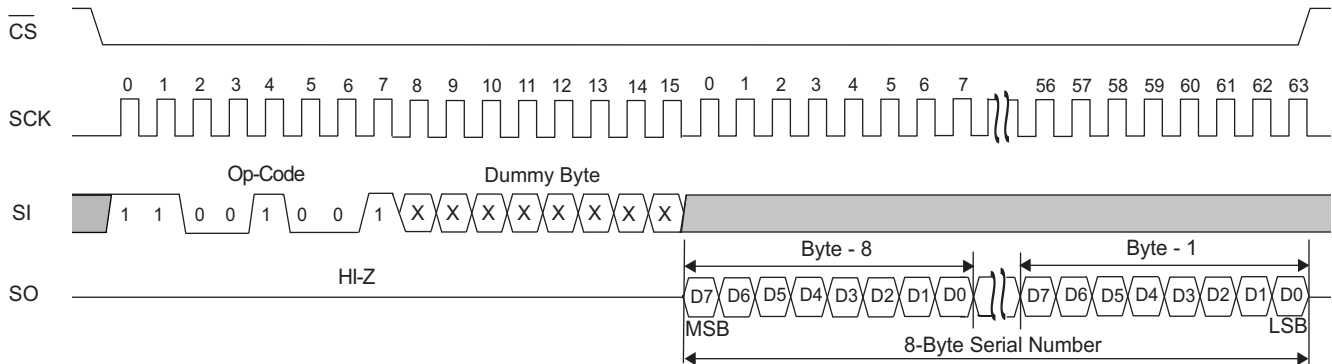 CS
0 1 2 3 4 5 6 7 8 9 10 11 12 13 14 15 0 1 2 3 4 5 6 7 56 57 58 59 60 61 62 63
SCK
Op-Code Dummy Byte
SI 1 1 0 0 1 0 0 1 X X X X X X X X
Byte - 8 Byte - 1
HI-Z
SO D7 D6 D5 D4 D3 D2 D1 D0 D7 D6 D5 D4 D3 D2 D1 D0
MSB LSB
8-Byte Serial Number